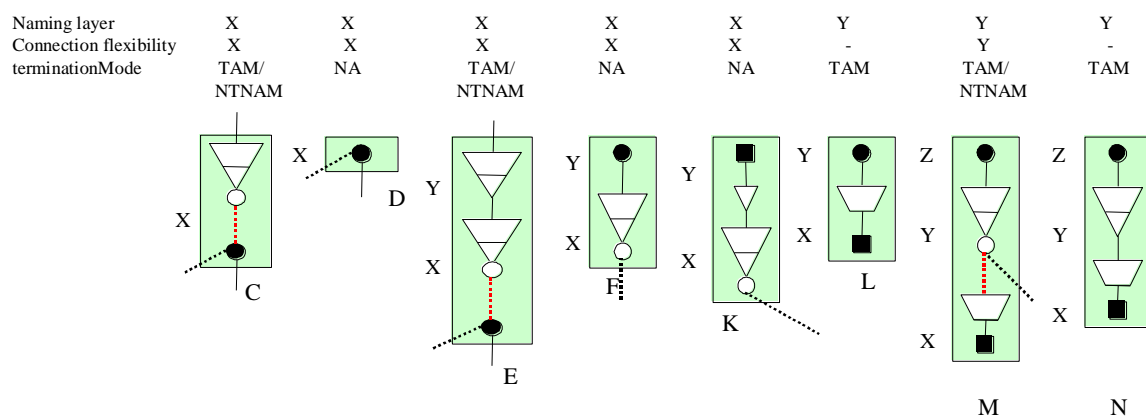 Naming layer X X X X X Y Y Y
Connection flexibility X X X X X - Y -
terminationMode TAM/ NA TAM/ NA NA TAM TAM/ TAM
NTNAM NTNAM NTNAM
X Y Y Y Z Z
Y
X D
X X X X Y Y
C F L
K X X
E
M N